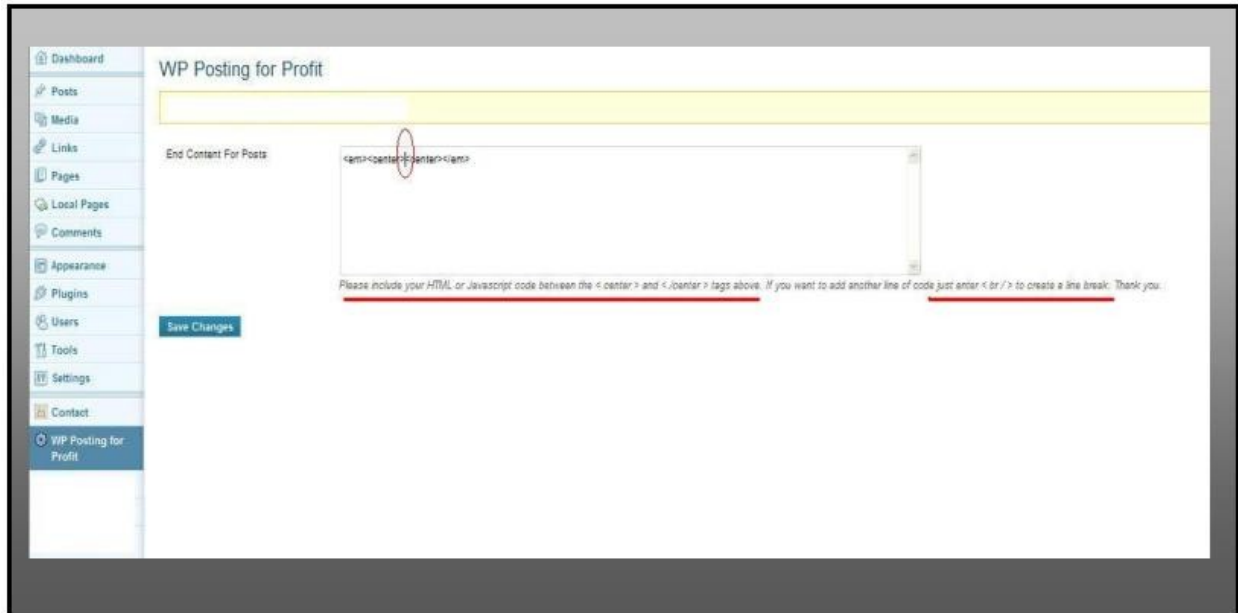 Dashboard
Posts
Media
Links
Pages
Local Pages
Comments
Appearance
Plugins
Users
Tools
Settings
Contact
WP Posting for
Profit
WP Posting for Profit
End Content For Posts
<em><center><center></em>
Please include your HTML or Javascript code between the < center > and < /center > tags above. If you want to add another line of code just enter < br / > to create a line break. Thank you.
Save Changes